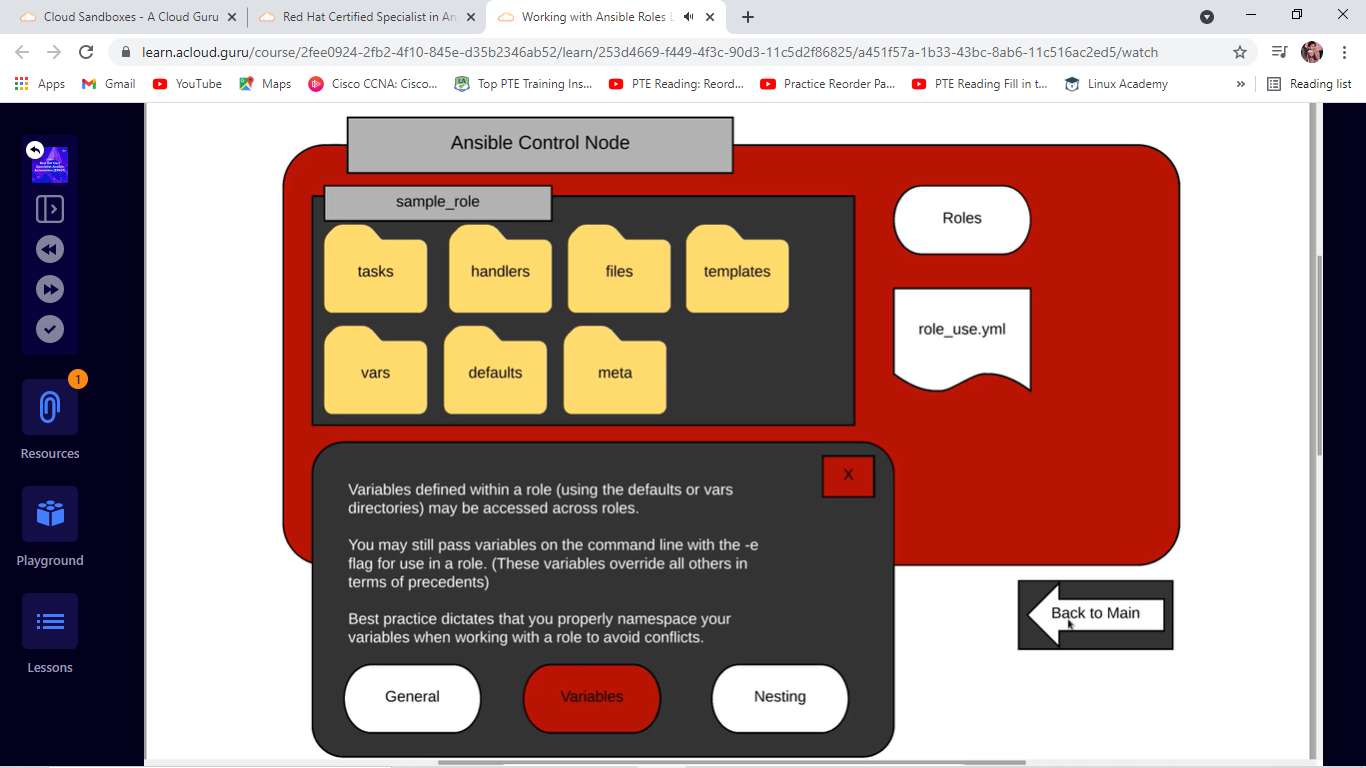 Cloud Sandboxes - A Cloud Guru
Red Hat Certified Specialist in An
Working with Ansible Roles L
learn.acloud.guru/course/2fee0924-2fb2-4f10-845e-d35b2346ab52/learn/253d4669-f449-4f3c-90d3-11c5d2f86825/a451f57a-1b33-43bc-8ab6-11c516ac2ed5/watch
Apps
Gmail
YouTube
Maps
Cisco CCNA: Cisco...
Top PTE Training Ins...
PTE Reading: Reord...
Practice Reorder Pa...
PTE Reading Fill in t...
Linux Academy
»
Reading list
1
Resources
Playground
Lessons
Ansible Control Node
sample_role
tasks
handlers
files
templates
vars
defaults
meta
Roles
role_use.yml
X
Variables defined within a role (using the defaults or vars
directories) may be accessed across roles.
You may still pass variables on the command line with the -e
flag for use in a role. (These variables override all others in
terms of precedents)
Best practice dictates that you properly namespace your
variables when working with a role to avoid conflicts.
General
Variables
Nesting
Back to Main